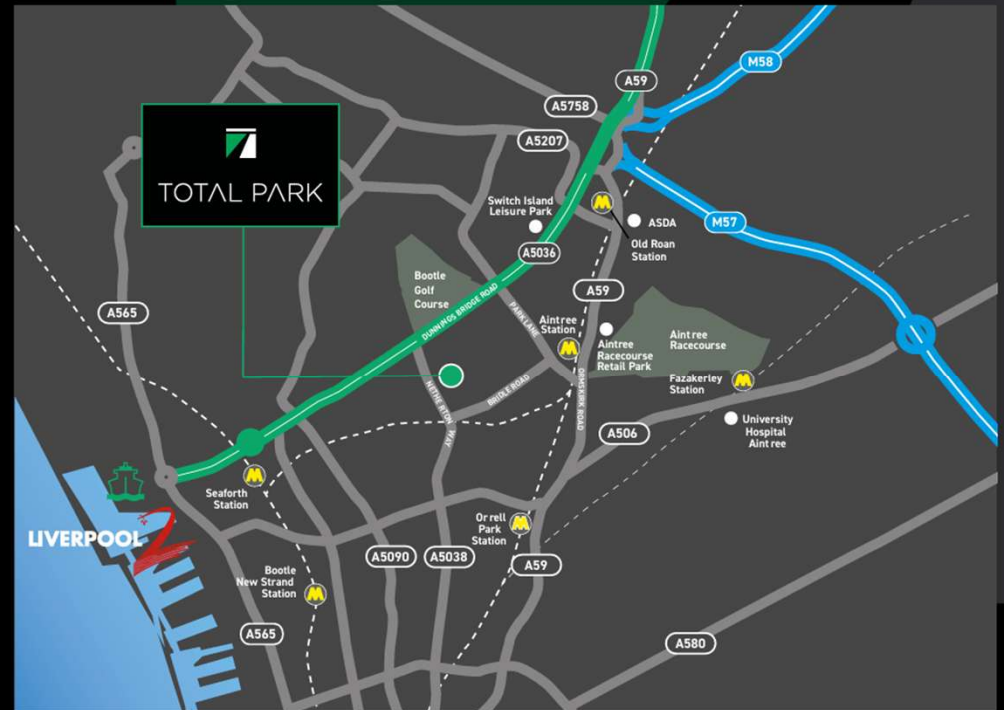 M58
A59
A5758
A5207
TOTAL PARK
Switch Island
Leisure Park
ASDA
M57
Old Roan
Station
A5036
Bootle
Golf
Course
DUNNINGS BRIDGE ROAD
A59
A565
PARK LANE
Aintree
Station
Aintree
Racecourse
Retail Park
Aintree
Racecourse
Fazakerley
Station
NETHERTON WAY
BRIDLE ROAD
ORMSKIRK ROAD
University
Hospital
Aintree
A506
Seaforth
Station
LIVERPOOL 2
Orrell
Park
Station
A5090
A5038
A59
Bootle
New Strand
Station
A565
A580